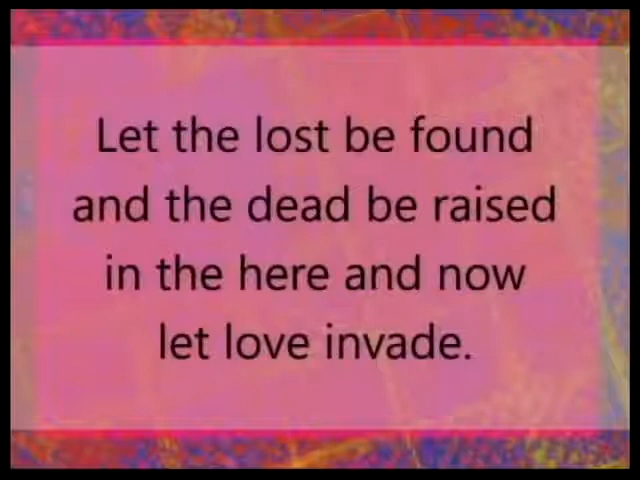 Let the lost be found
and the dead be raised
in the here and now
let love invade.